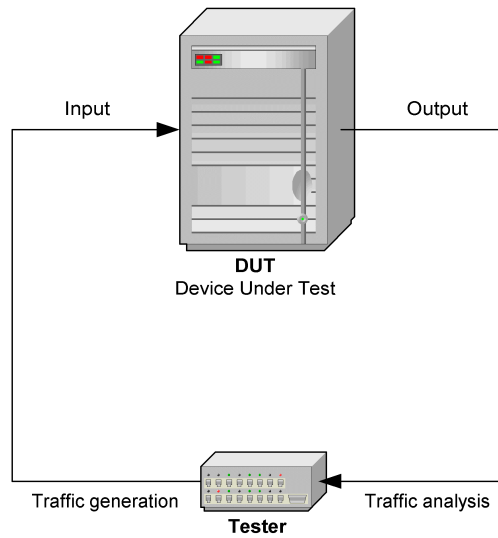 Input
Output
DUT
Device Under Test
Traffic generation
Traffic analysis
Tester